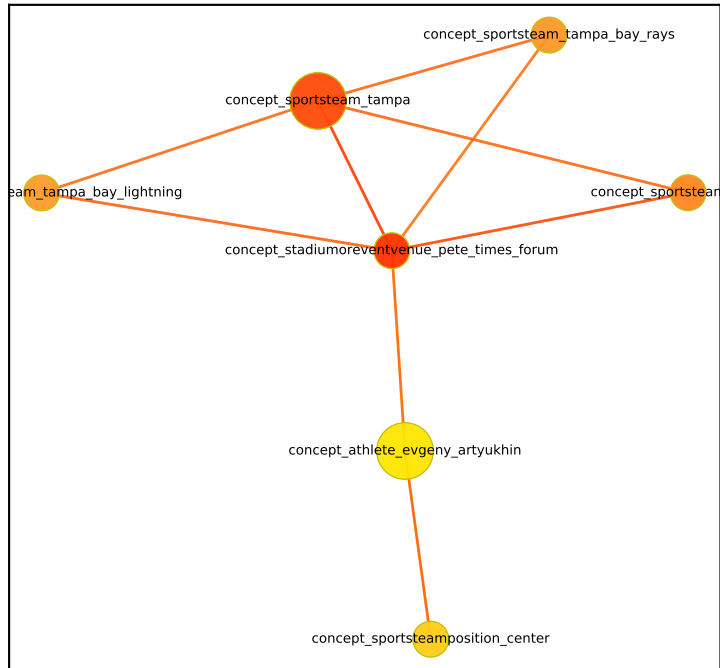 concept_sportsteam_tampa_bay_rays
concept_sportsteam_tampa
eam_tampa_bay_lightning
concept_sportsteam
concept_stadiumoreventvenue_pete_times_forum
concept_athlete_evgeny_artyukhin
concept_sportsteamposition_center